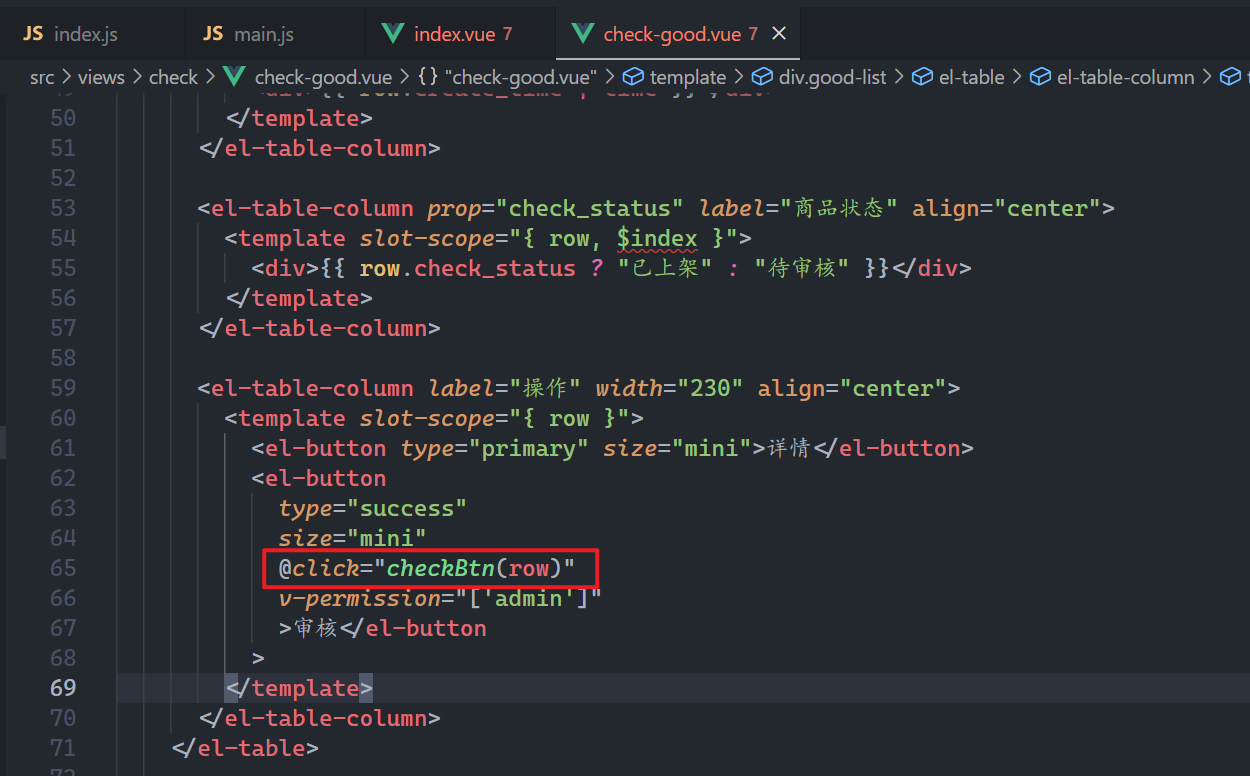 JS index.js JS main.js index.vue 7 check-good.vue 7 ×
src > views > check > check-good.vue > {} "check-good.vue" > template > div.good-list > el-table > el-table-column >
50 </template>
51 </el-table-column>
52
53 <el-table-column prop="check_status" label="商品状态" align="center">
54 <template slot-scope="{ row, $index }">
55 <div>{{ row.check_status ? "已上架" : "待审核" }}</div>
56 </template>
57 </el-table-column>
58
59 <el-table-column label="操作" width="230" align="center">
60 <template slot-scope="{ row }">
61 <el-button type="primary" size="mini">详情</el-button>
62 <el-button
63 type="success"
64 size="mini"
65 @click="checkBtn(row)"
66 v-permission="['admin']"
67 >审核</el-button
68 >
69 </template>
70 </el-table-column>
71 </el-table>